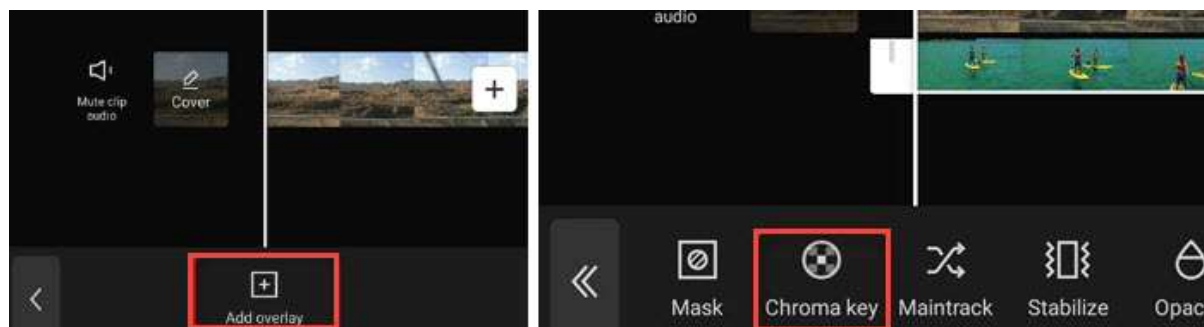 Mute clip
audio
Cover
+
Add overlay
audio
Mask
Chroma key
Maintrack
Stabilize
Opac